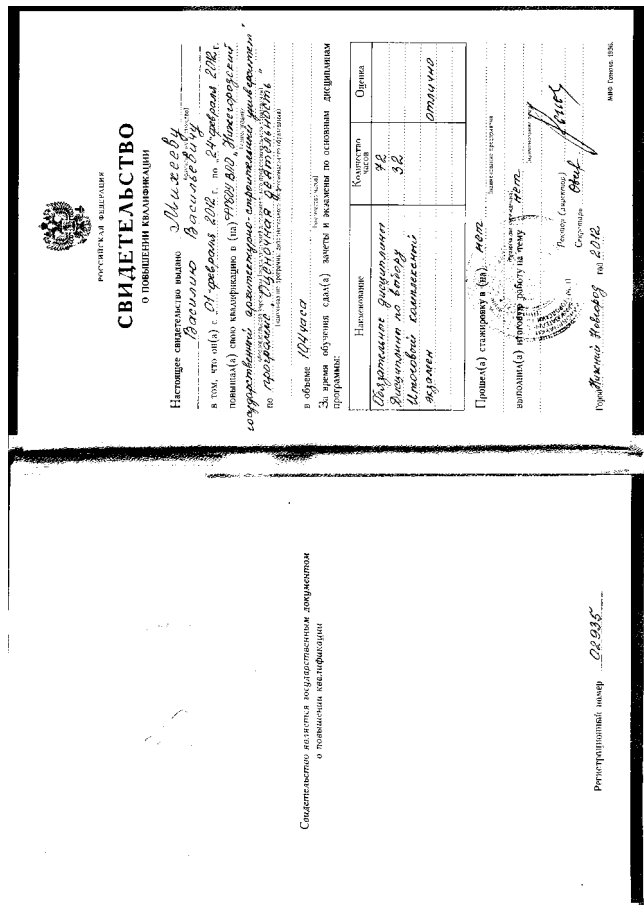 Свидетельство является государственным документом
о повышении квалификации
Регистрационный номер 02935
РОССИЙСКАЯ ФЕДЕРАЦИЯ
СВИДЕТЕЛЬСТВО
О ПОВЫШЕНИИ КВАЛИФИКАЦИИ
Настоящее свидетельство выдано Михееву
Василию Васильевичу
в том, что он(а) с „01“ февраля 2012 г. по „24“ февраля 2012 г.
повышал(а) свою квалификацию в (на) ФГБОУ ВПО „Нижегородский
государственный архитектурно-строительный университет“
по программе „Оценочная деятельность“
в объеме 104 часа
За время обучения сдал(а) зачеты и экзамены по основным дисциплинам
программы:
Наименование Количество часов Оценка
Обязательные дисциплины 72
Дисциплины по выбору 32
Итоговый комплексный
экзамен отлично
Прошел(а) стажировку в (на) нет
выполнил(а) итоговую работу на тему нет
Ректор (директор)
Секретарь
Город Нижний Новгород год 2012